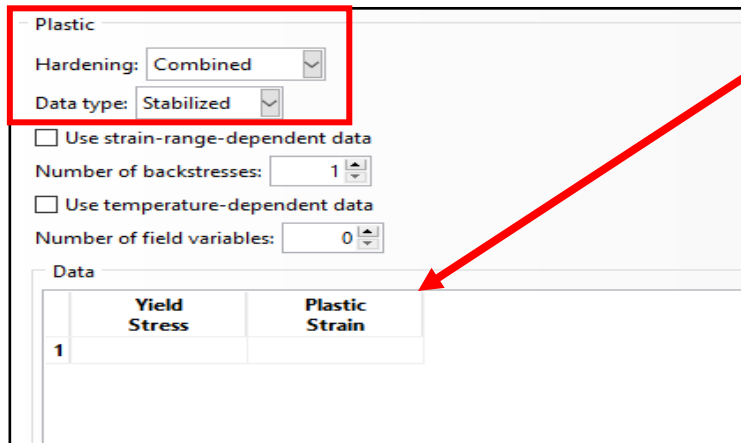 Plastic
Hardening: Combined
Data type: Stabilized
Use strain-range-dependent data
Number of backstresses: 1
Use temperature-dependent data
Number of field variables: 0
Data
Yield Plastic
Stress Strain
1